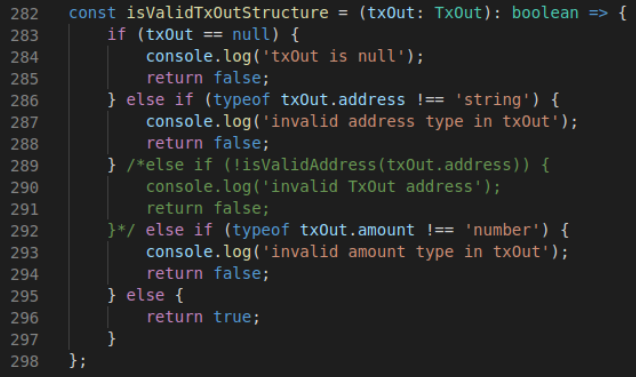 282 const isValidTxOutStructure = (txOut: TxOut): boolean => {
283     if (txOut == null) {
284         console.log('txOut is null');
285         return false;
286     } else if (typeof txOut.address !== 'string') {
287         console.log('invalid address type in txOut');
288         return false;
289     } /*else if (!isValidAddress(txOut.address)) {
290         console.log('invalid TxOut address');
291         return false;
292     }*/ else if (typeof txOut.amount !== 'number') {
293         console.log('invalid amount type in txOut');
294         return false;
295     } else {
296         return true;
297     }
298 };